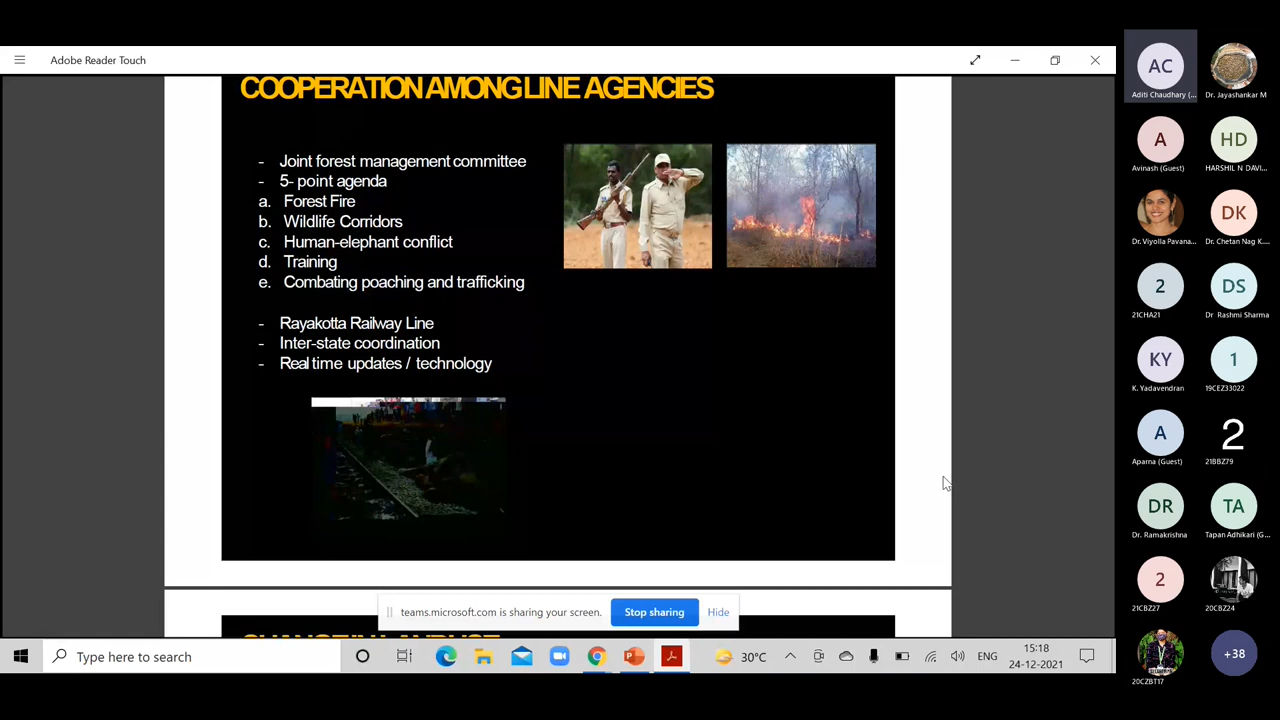 Adobe Reader Touch
COOPERATION AMONG LINE AGENCIES
- Joint forest management committee
- 5- point agenda
a. Forest Fire
b. Wildlife Corridors
c. Human-elephant conflict
d. Training
e. Combating poaching and trafficking
- Rayakotta Railway Line
- Inter-state coordination
- Real time updates / technology
teams.microsoft.com is sharing your screen.
Stop sharing
Hide
Type here to search
30°C
ENG
15:18
24-12-2021
AC
Aditi Chaudhary (...
Dr. Jayashankar M
A
Avinash (Guest)
HD
HARSHIL N DAVI...
Dr. Viyolla Pavana...
DK
Dr. Chetan Nag K...
2
21CHA21
DS
Dr Rashmi Sharma
KY
K. Yadavendran
1
19CEZ33022
A
Aparna (Guest)
2
21BBZ79
DR
Dr. Ramakrishna
TA
Tapan Adhikari (G...
2
21CBZ27
20CBZ24
20CZBT17
+38